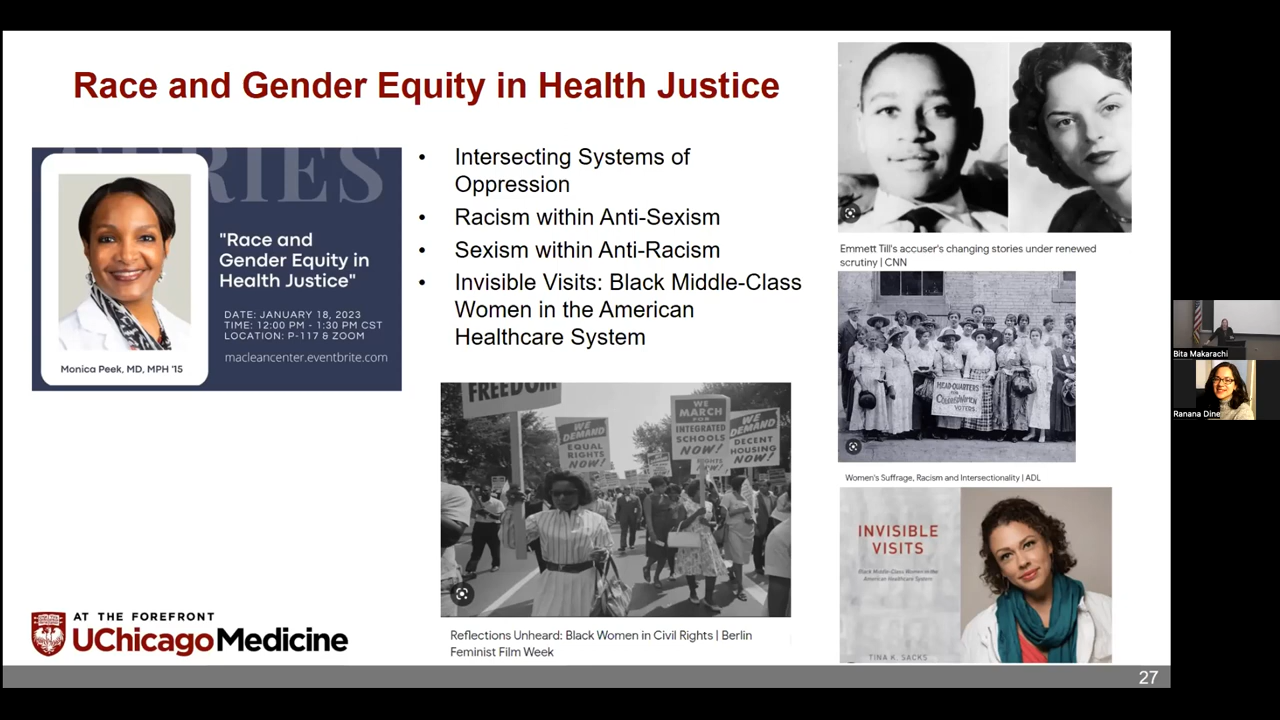 Race and Gender Equity in Health Justice
RIES
"Race and
Gender Equity in
Health Justice"
DATE: JANUARY 18, 2023
TIME: 12:00 PM - 1:30 PM CST
LOCATION: P-117 & ZOOM
macleancenter.eventbrite.com
Monica Peek, MD, MPH '15
• Intersecting Systems of
Oppression
• Racism within Anti-Sexism
• Sexism within Anti-Racism
• Invisible Visits: Black Middle-Class
Women in the American
Healthcare System
FREEDOM
WE
DEMAND
EQUAL
RIGHTS
NOW!
WE
MARCH
FOR
INTEGRATED
SCHOOLS
NOW!
WE
DEMAND
DECENT
HOUSING
NOW!
RIGHTS
NOW!
Reflections Unheard: Black Women in Civil Rights | Berlin
Feminist Film Week
Emmett Till's accuser's changing stories under renewed
scrutiny | CNN
HEAD-QUARTERS
FOR
COLORED WOMEN
VOTERS
Women's Suffrage, Racism and Intersectionality | ADL
INVISIBLE
VISITS
Black Middle-Class Women in the
American Healthcare System
TINA K. SACKS
AT THE FOREFRONT
UChicago Medicine
27
Bita Makarachi
Ranana Dine